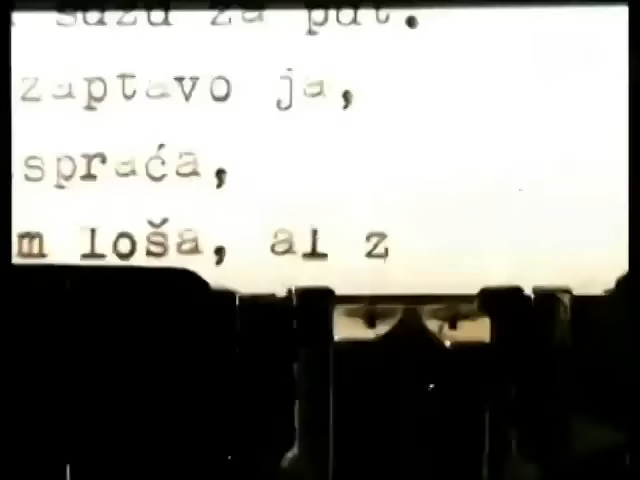 suzu za put.
zaptavo ja,
spraća,
m loša, al z